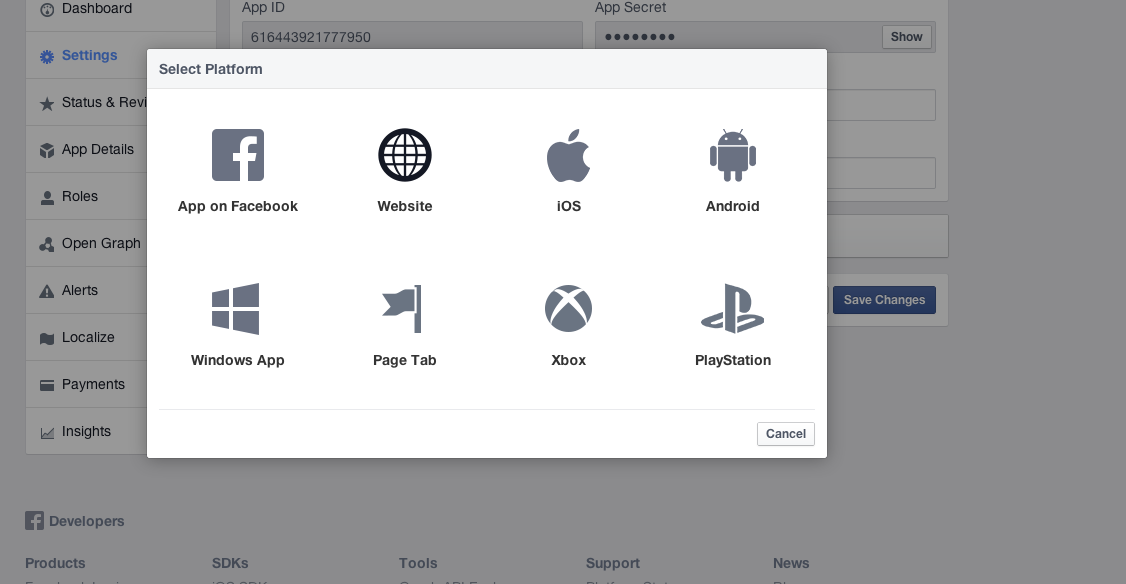 Dashboard
App ID
App Secret
616443921777950
●●●●●●●●
Show
Settings
Select Platform
Status & Revi
App Details
Roles
Open Graph
Alerts
Localize
Payments
Insights
App on Facebook
Website
iOS
Android
Windows App
Page Tab
Xbox
PlayStation
Save Changes
Cancel
Developers
Products
SDKs
Tools
Support
News